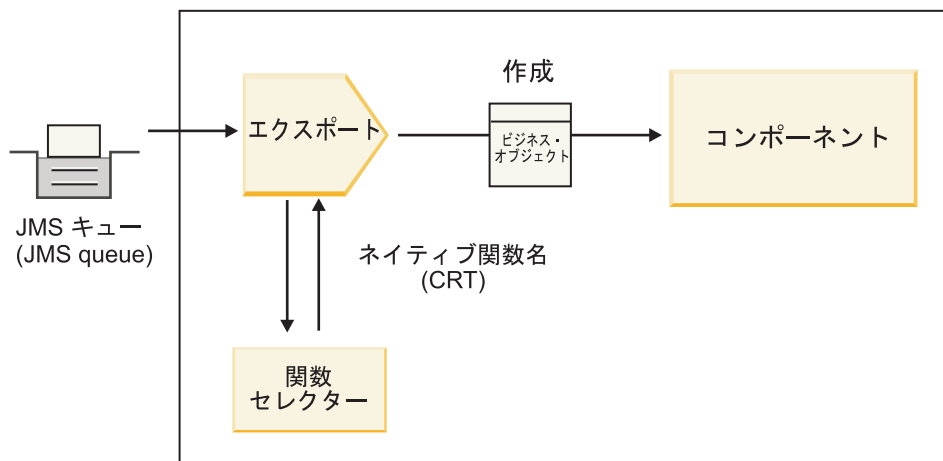 作成
エクスポート
ビジネス・
オブジェクト
コンポーネント
JMS キュー
(JMS queue)
ネイティブ関数名
(CRT)
関数
セレクター